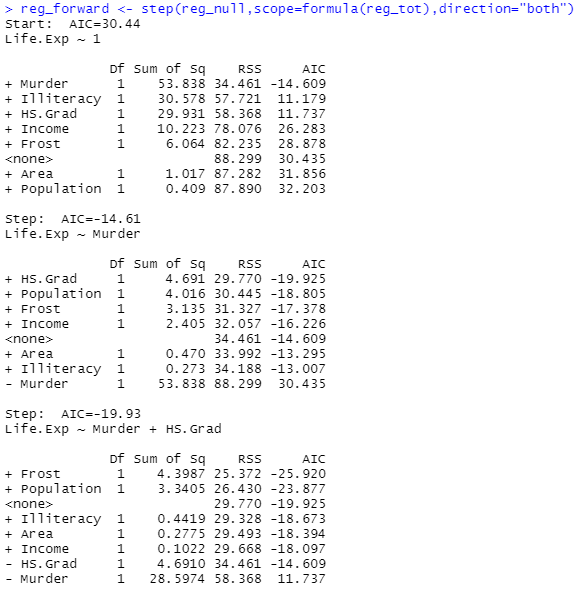 > reg_forward <- step(reg_null,scope=formula(reg_tot),direction="both")
Start:  AIC=30.44
Life.Exp ~ 1

             Df Sum of Sq    RSS     AIC
+ Murder      1    53.838 34.461 -14.609
+ Illiteracy  1    30.578 57.721  11.179
+ HS.Grad     1    29.931 58.368  11.737
+ Income      1    10.223 78.076  26.283
+ Frost       1     6.064 82.235  28.878
<none>                    88.299  30.435
+ Area        1     1.017 87.282  31.856
+ Population  1     0.409 87.890  32.203

Step:  AIC=-14.61
Life.Exp ~ Murder

             Df Sum of Sq    RSS     AIC
+ HS.Grad     1     4.691 29.770 -19.925
+ Population  1     4.016 30.445 -18.805
+ Frost       1     3.135 31.327 -17.378
+ Income      1     2.405 32.057 -16.226
<none>                    34.461 -14.609
+ Area        1     0.470 33.992 -13.295
+ Illiteracy  1     0.273 34.188 -13.007
- Murder      1    53.838 88.299  30.435

Step:  AIC=-19.93
Life.Exp ~ Murder + HS.Grad

             Df Sum of Sq    RSS     AIC
+ Frost       1    4.3987 25.372 -25.920
+ Population  1    3.3405 26.430 -23.877
<none>                    29.770 -19.925
+ Illiteracy  1    0.4419 29.328 -18.673
+ Area        1    0.2775 29.493 -18.394
+ Income      1    0.1022 29.668 -18.097
- HS.Grad     1    4.6910 34.461 -14.609
- Murder      1   28.5974 58.368  11.737